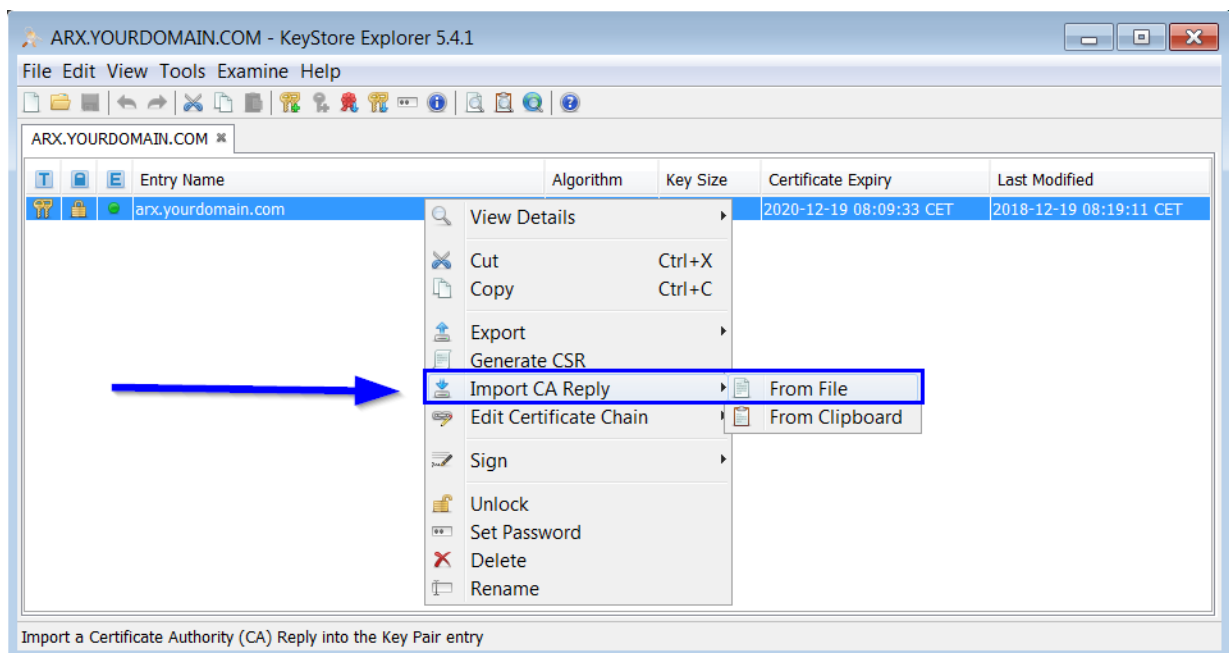 ARX.YOURDOMAIN.COM - KeyStore Explorer 5.4.1
File Edit View Tools Examine Help
ARX.YOURDOMAIN.COM
T E Entry Name Algorithm Key Size Certificate Expiry Last Modified
arx.yourdomain.com 2020-12-19 08:09:33 CET 2018-12-19 08:19:11 CET
View Details
Cut Ctrl+X
Copy Ctrl+C
Export
Generate CSR
Import CA Reply From File
Edit Certificate Chain From Clipboard
Sign
Unlock
Set Password
Delete
Rename
Import a Certificate Authority (CA) Reply into the Key Pair entry